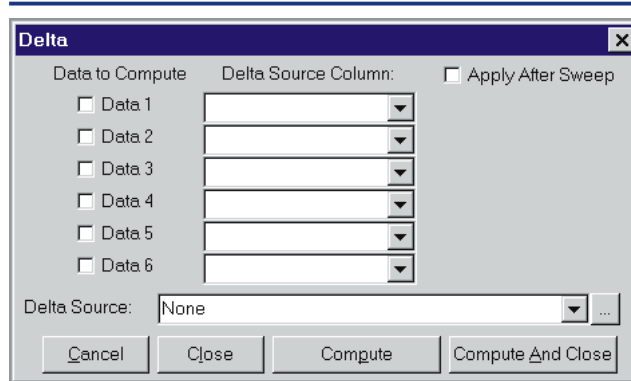 Delta
Data to Compute Delta Source Column: Apply After Sweep
Data 1
Data 2
Data 3
Data 4
Data 5
Data 6
Delta Source: None ...
Cancel Close Compute Compute And Close